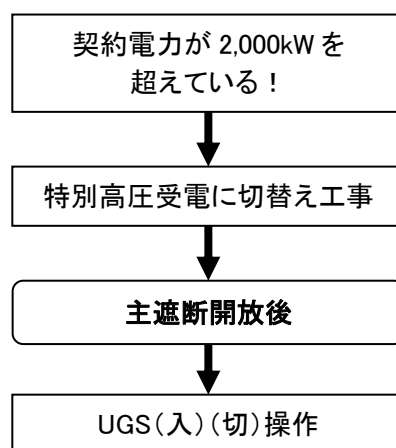 契約電力が 2,000kW を
超えている！
特別高圧受電に切替え工事
主遮断開放後
UGS（入）（切）操作